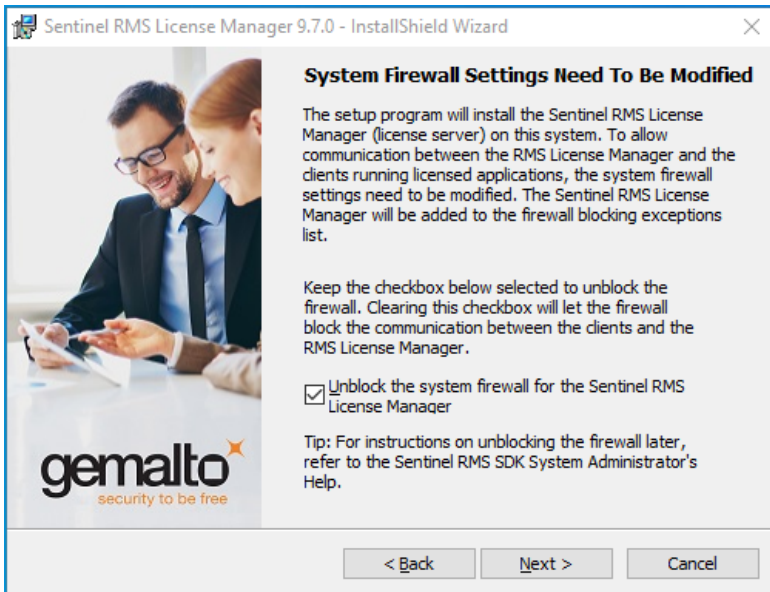 Sentinel RMS License Manager 9.7.0 - InstallShield Wizard
System Firewall Settings Need To Be Modified
The setup program will install the Sentinel RMS License
Manager (license server) on this system. To allow
communication between the RMS License Manager and the
clients running licensed applications, the system firewall
settings need to be modified. The Sentinel RMS License
Manager will be added to the firewall blocking exceptions
list.
Keep the checkbox below selected to unblock the
firewall. Clearing this checkbox will let the firewall
block the communication between the clients and the
RMS License Manager.
Unblock the system firewall for the Sentinel RMS
License Manager
Tip: For instructions on unblocking the firewall later,
refer to the Sentinel RMS SDK System Administrator's
Help.
gemalto
security to be free
< Back
Next >
Cancel